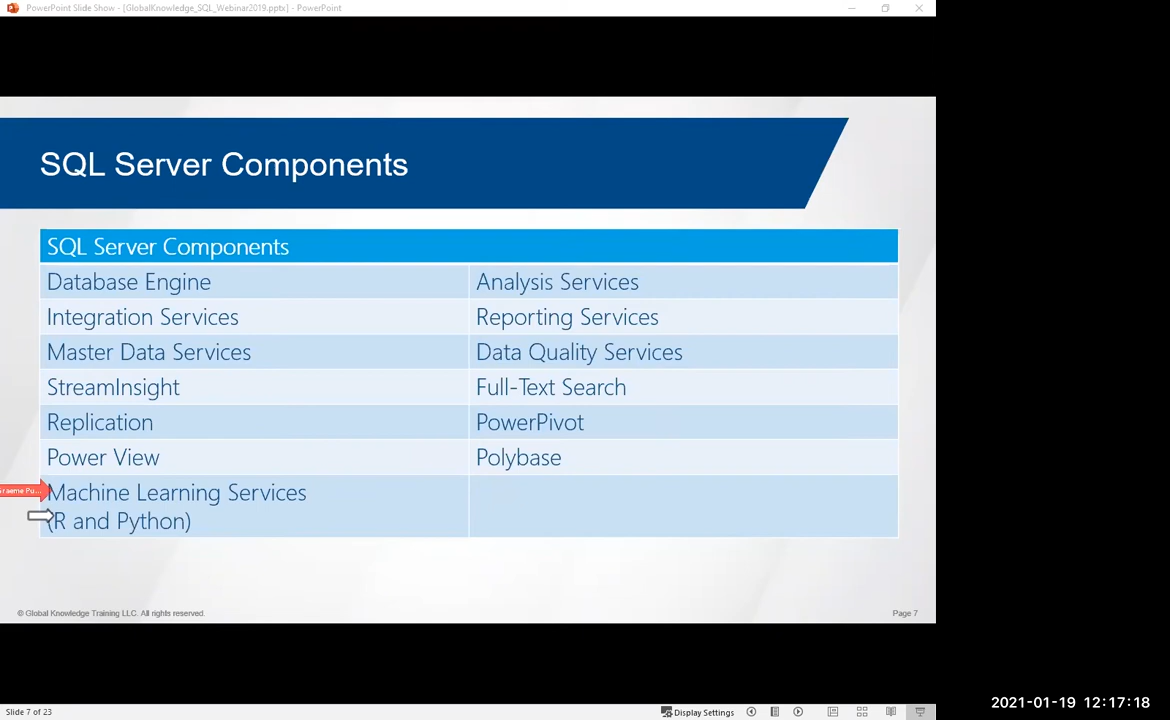 PowerPoint Slide Show - [GlobalKnowledge_SQL_Webinar2019.pptx] - PowerPoint
SQL Server Components
SQL Server Components
Database Engine Analysis Services
Integration Services Reporting Services
Master Data Services Data Quality Services
StreamInsight Full-Text Search
Replication PowerPivot
Power View Polybase
Machine Learning Services
(R and Python)
© Global Knowledge Training LLC. All rights reserved. Page 7
2021-01-19 12:17:18
Slide 7 of 23 Display Settings